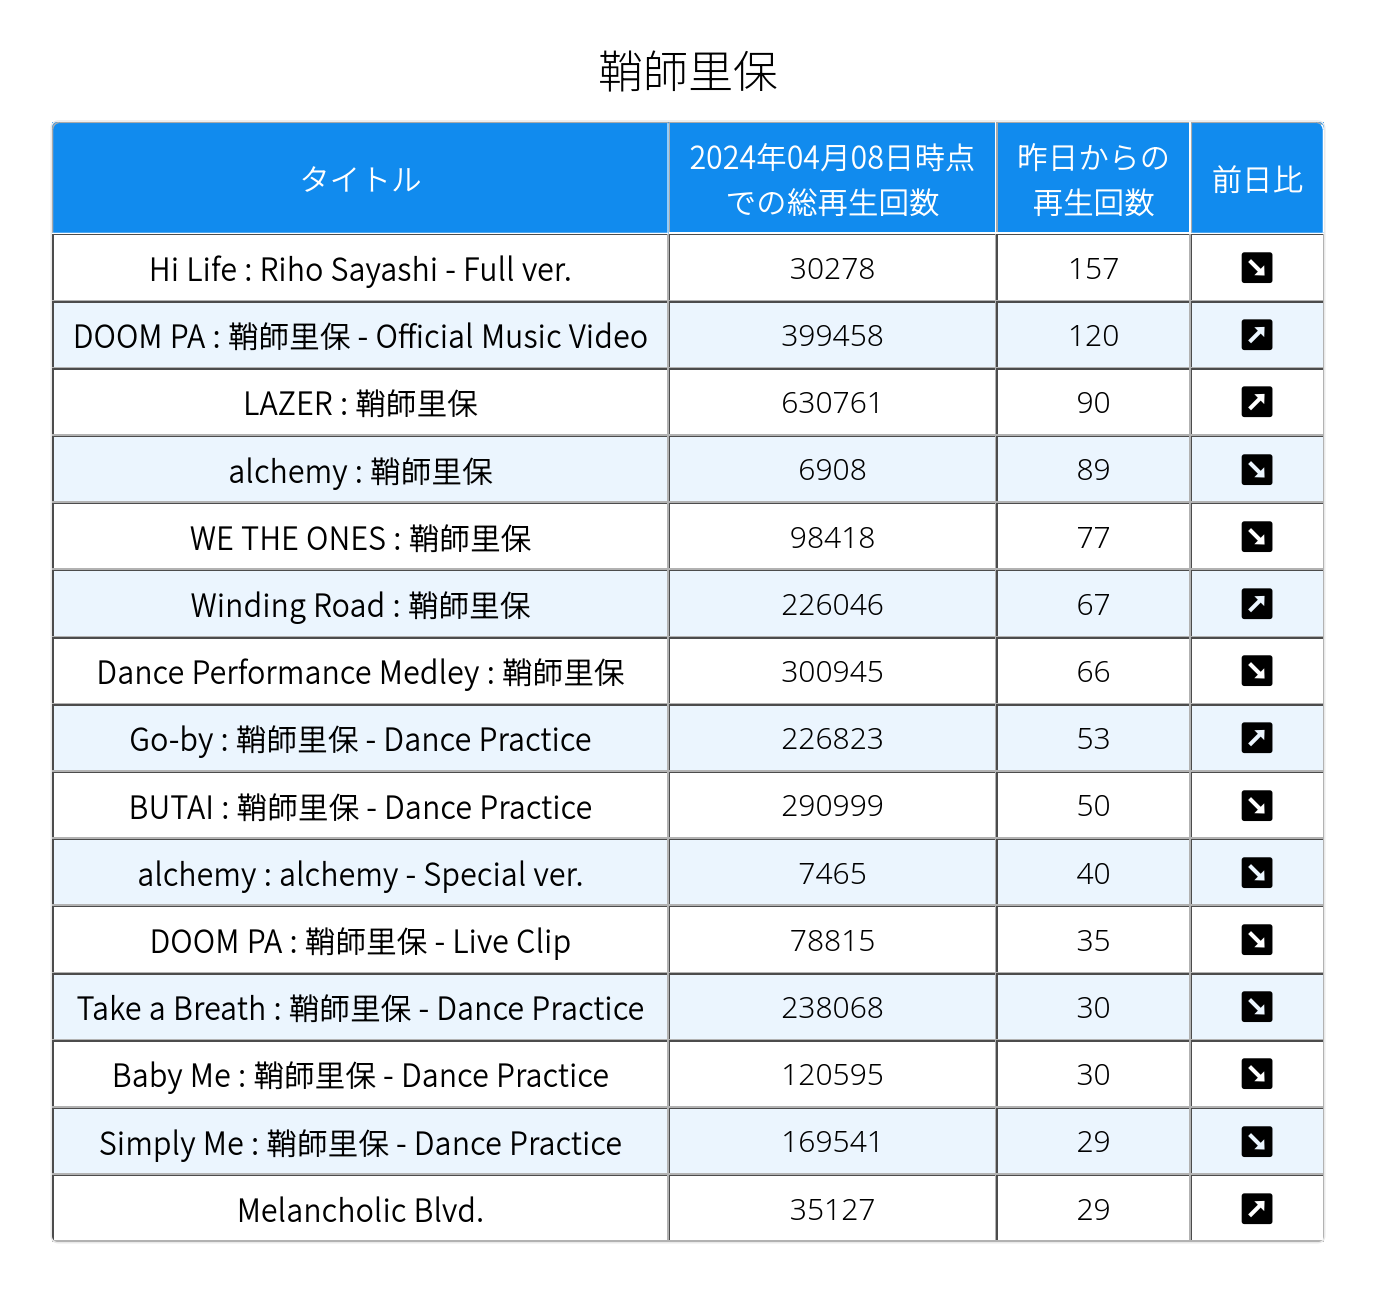 鞘師里保
タイトル
2024年04月08日時点
での総再生回数
昨日からの
再生回数
前日比
Hi Life : Riho Sayashi - Full ver. 30278 157
DOOM PA : 鞘師里保 - Official Music Video 399458 120
LAZER : 鞘師里保 630761 90
alchemy : 鞘師里保 6908 89
WE THE ONES : 鞘師里保 98418 77
Winding Road : 鞘師里保 226046 67
Dance Performance Medley : 鞘師里保 300945 66
Go-by : 鞘師里保 - Dance Practice 226823 53
BUTAI : 鞘師里保 - Dance Practice 290999 50
alchemy : alchemy - Special ver. 7465 40
DOOM PA : 鞘師里保 - Live Clip 78815 35
Take a Breath : 鞘師里保 - Dance Practice 238068 30
Baby Me : 鞘師里保 - Dance Practice 120595 30
Simply Me : 鞘師里保 - Dance Practice 169541 29
Melancholic Blvd. 35127 29